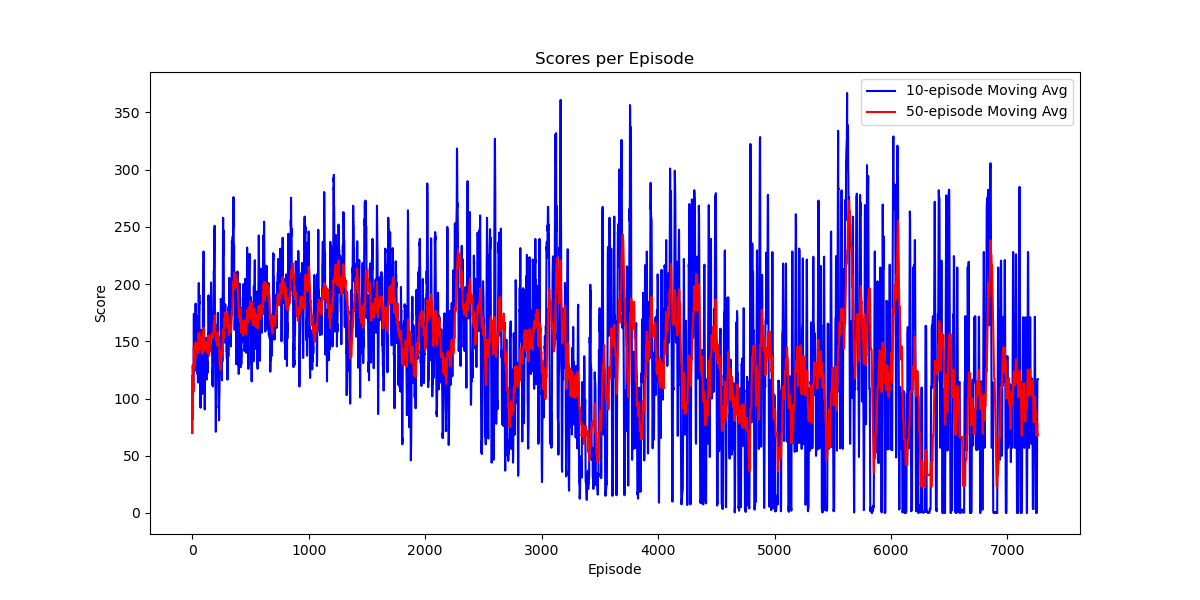 Scores per Episode
10-episode Moving Avg
50-episode Moving Avg
350
300
250
200
150
100
50
0
Score
0 1000 2000 3000 4000 5000 6000 7000
Episode